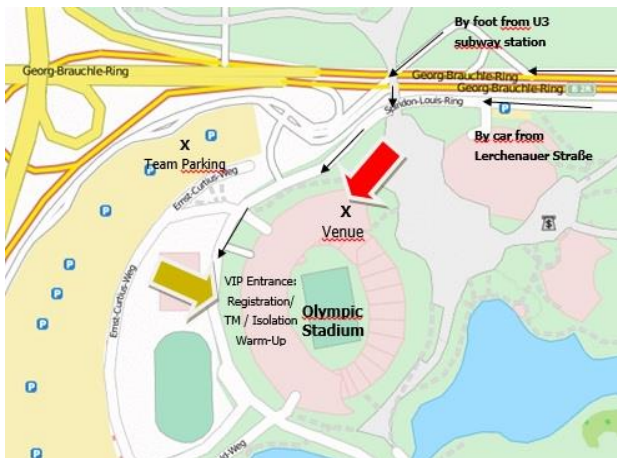 By foot from U3
subway station
Georg-Brauchle-Ring
Georg-Brauchle-Ring
Georg-Brauchle-Ring
Spiridon-Louis-Ring
P
By car from
Lerchenauer Straße
X
Team Parking
P
P
P
P
P
P
Ernst-Curtius-Weg
Ernst-Curtius-Weg
X
Venue
$
VIP Entrance:
Registration/
TM / Isolation
Warm-Up
Olympic
Stadium